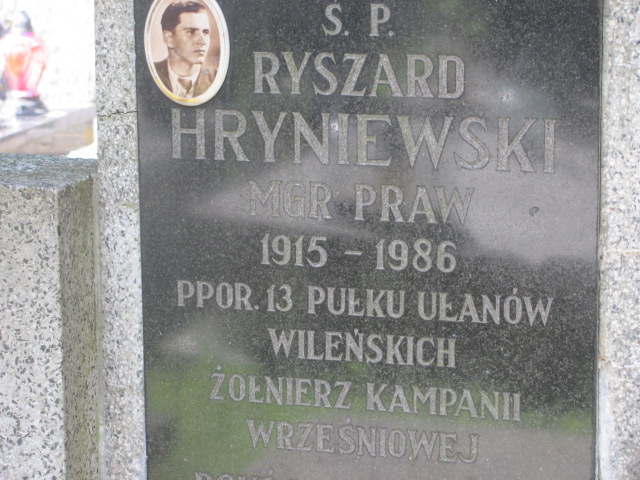 Ś. P.
RYSZARD
HRYNIEWSKI
MGR PRAW
1915 - 1986
PPOR. 13 PUŁKU UŁANÓW
WILEŃSKICH
ŻOŁNIERZ KAMPANII
WRZEŚNIOWEJ